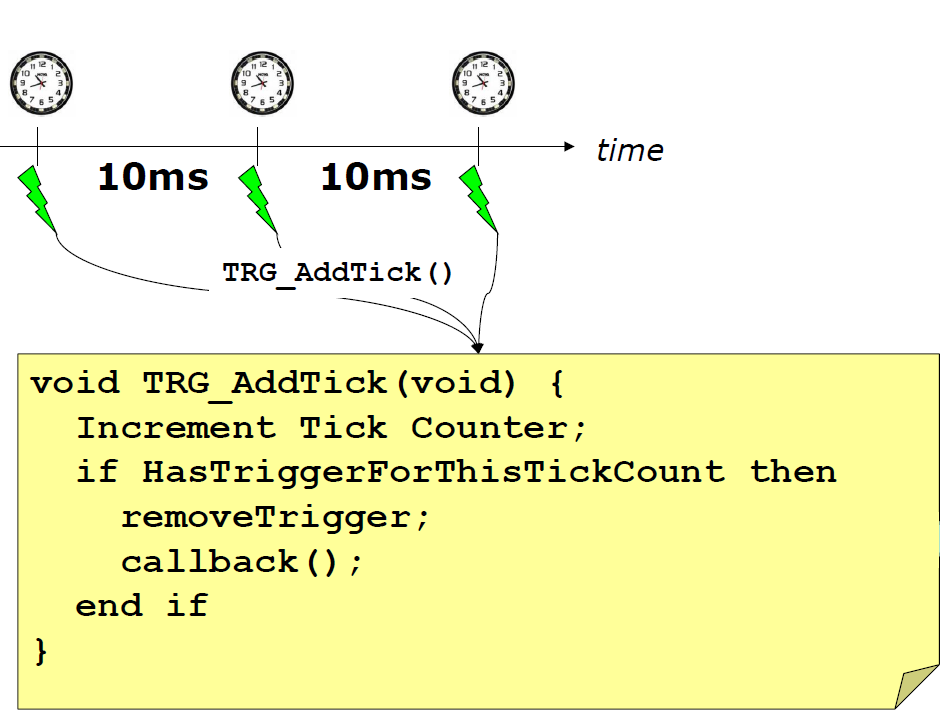 time
10ms 10ms
TRG_AddTick()
void TRG_AddTick(void) {
Increment Tick Counter;
if HasTriggerForThisTickCount then
removeTrigger;
callback();
end if
}